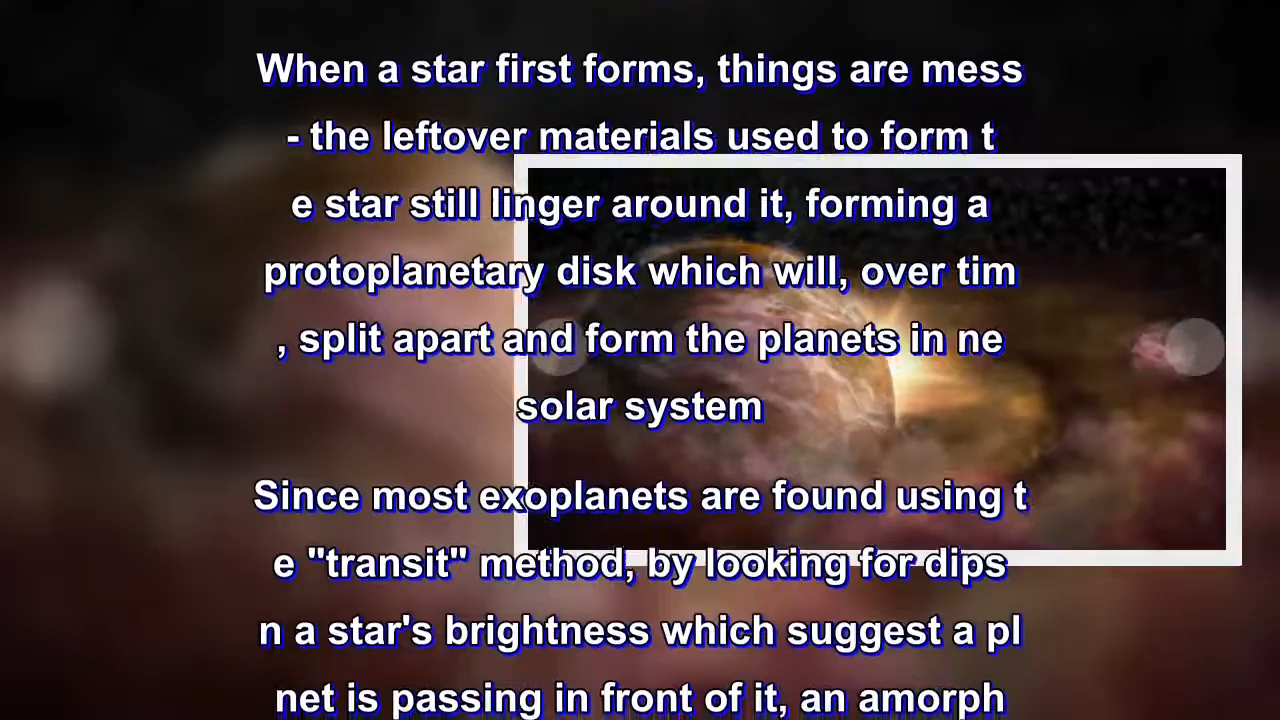 When a star first forms, things are mess
- the leftover materials used to form t
e star still linger around it, forming a
protoplanetary disk which will, over tim
, split apart and form the planets in ne
solar system
Since most exoplanets are found using t
e "transit" method, by looking for dips
n a star's brightness which suggest a pl
net is passing in front of it, an amorph